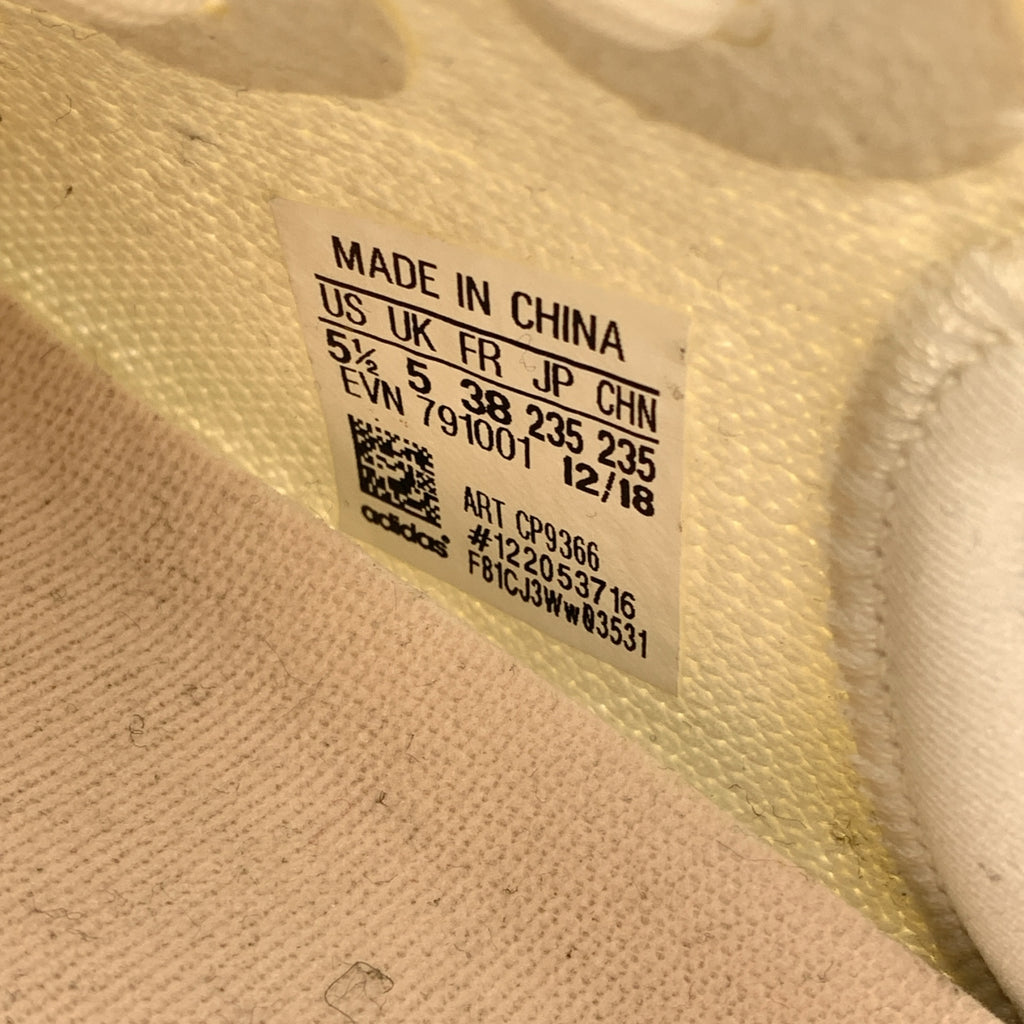 MADE IN CHINA
US UK FR JP CHN
5½ 5 38 235 235
EVN 791001 12/18
adidas
ART CP9366
#122053716
F81CJ3Ww03531